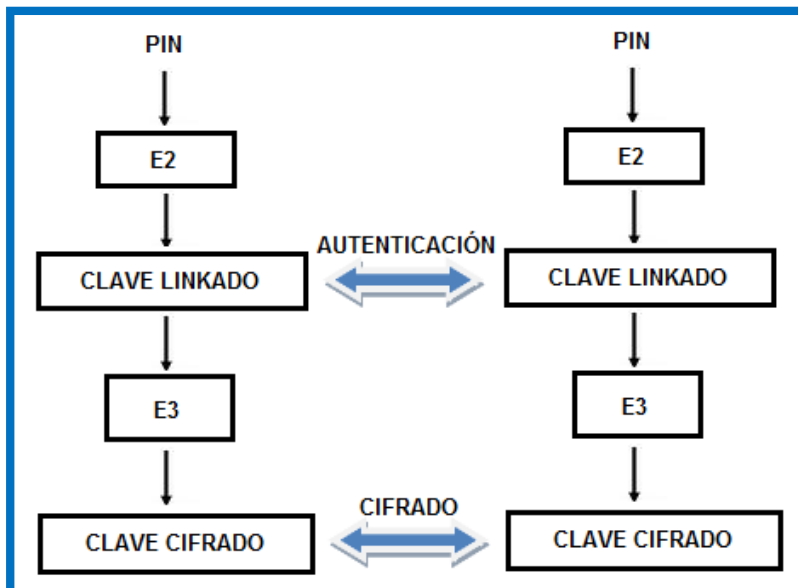 PIN
PIN
E2
E2
AUTENTICACIÓN
CLAVE LINKADO
CLAVE LINKADO
E3
E3
CIFRADO
CLAVE CIFRADO
CLAVE CIFRADO